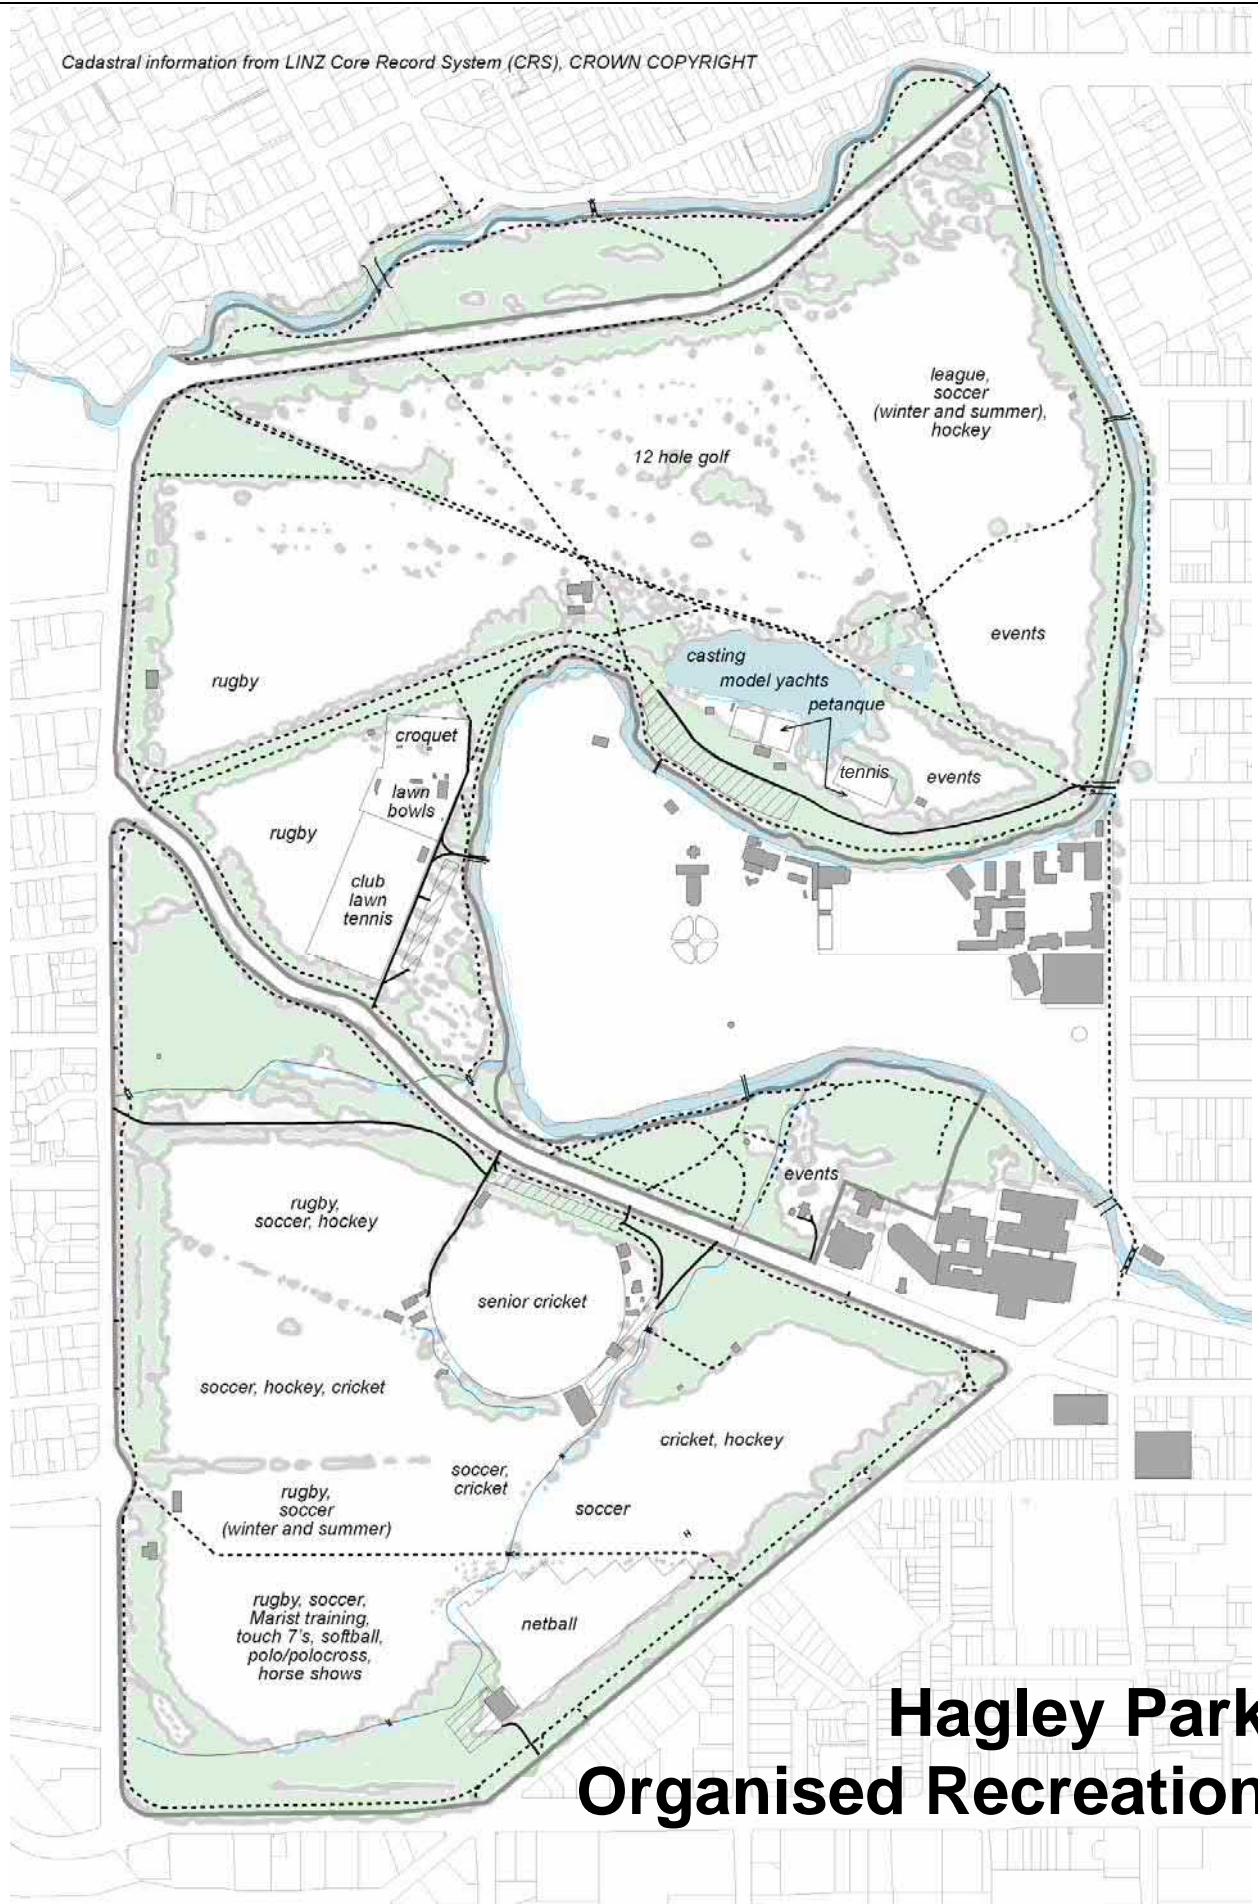 Cadastral information from LINZ Core Record System (CRS), CROWN COPYRIGHT
league,
soccer
(winter and summer),
hockey
12 hole golf
events
casting
model yachts
petanque
rugby
croquet
tennis
events
lawn
bowls
rugby
club
lawn
tennis
events
rugby,
soccer, hockey
senior cricket
soccer, hockey, cricket
cricket, hockey
soccer,
cricket
rugby,
soccer
(winter and summer)
soccer
rugby, soccer,
Marist training,
touch 7's, softball,
polo/polocross,
horse shows
netball
Hagley Park
Organised Recreation